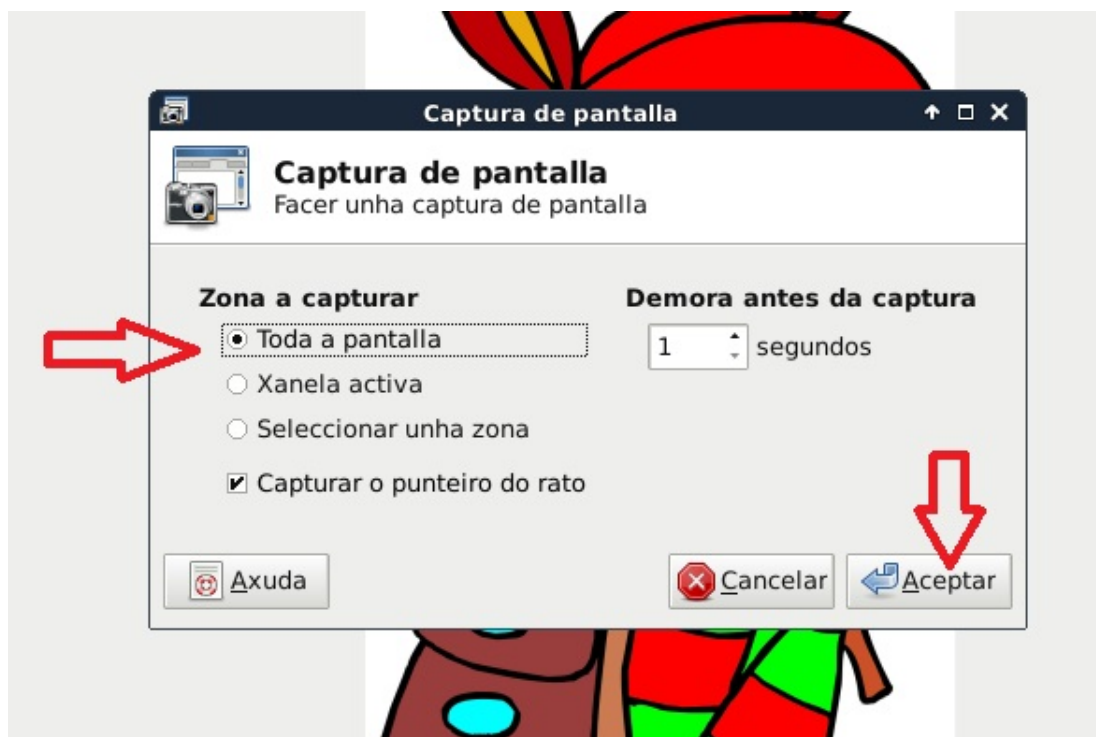 Captura de pantalla
Captura de pantalla
Facer unha captura de pantalla
Zona a capturar
Toda a pantalla
Xanela activa
Seleccionar unha zona
Capturar o punteiro do rato
Demora antes da captura
1 segundos
Axuda
Cancelar
Aceptar